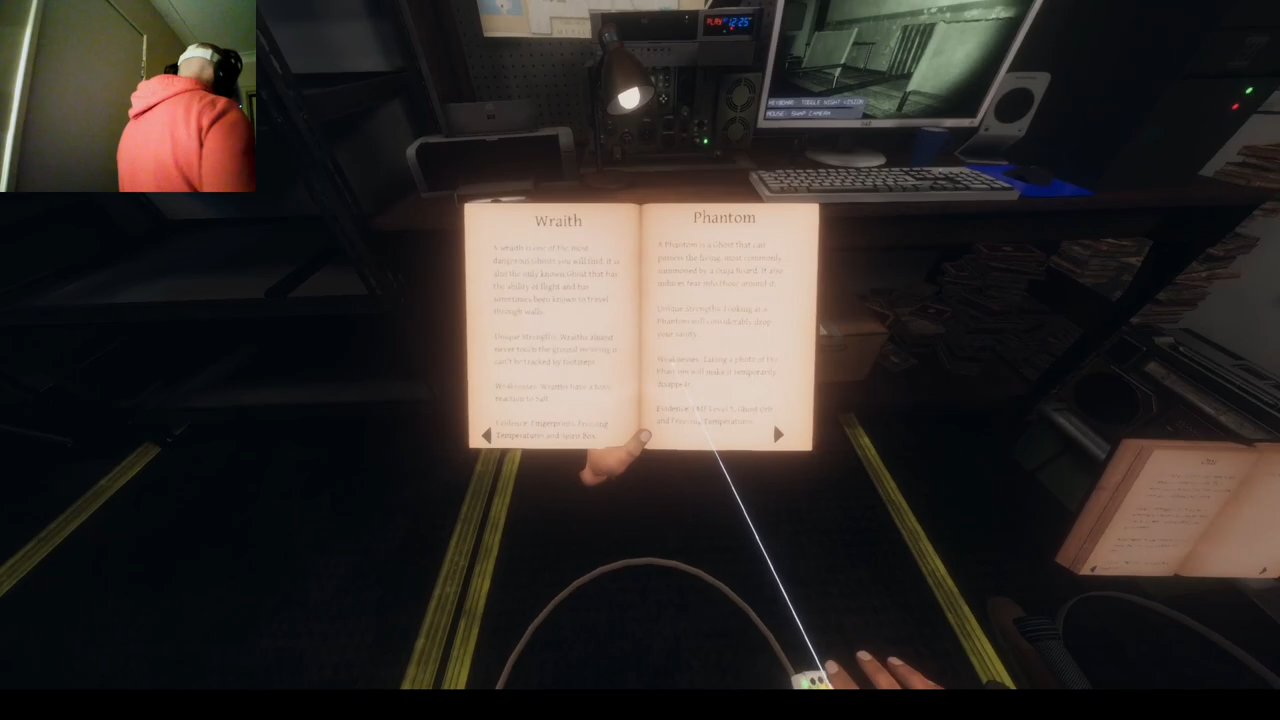 PLAY 12:25
KEYBOARD: TOGGLE NIGHT VISION
MOUSE: SWAP CAMERA
Wraith
A wraith is one of the most
dangerous Ghosts you will find. It is
also the only known Ghost that has
the ability of flight and has
sometimes been known to travel
through walls.
Unique Strengths: Wraiths almost
never touch the ground meaning it
can't be tracked by footsteps.
Weaknesses: Wraiths have a toxic
reaction to Salt.
Evidence: Fingerprints, Freezing
Temperatures and Spirit Box.
Phantom
A Phantom is a Ghost that can
possess the living, most commonly
summoned by a Ouija Board. It also
induces fear into those around it.
Unique Strengths: Looking at a
Phantom will considerably drop
your sanity.
Weaknesses: Taking a photo of the
Phantom will make it temporarily
disappear.
Evidence: EMF Level 5, Ghost Orb
and Freezing Temperatures.